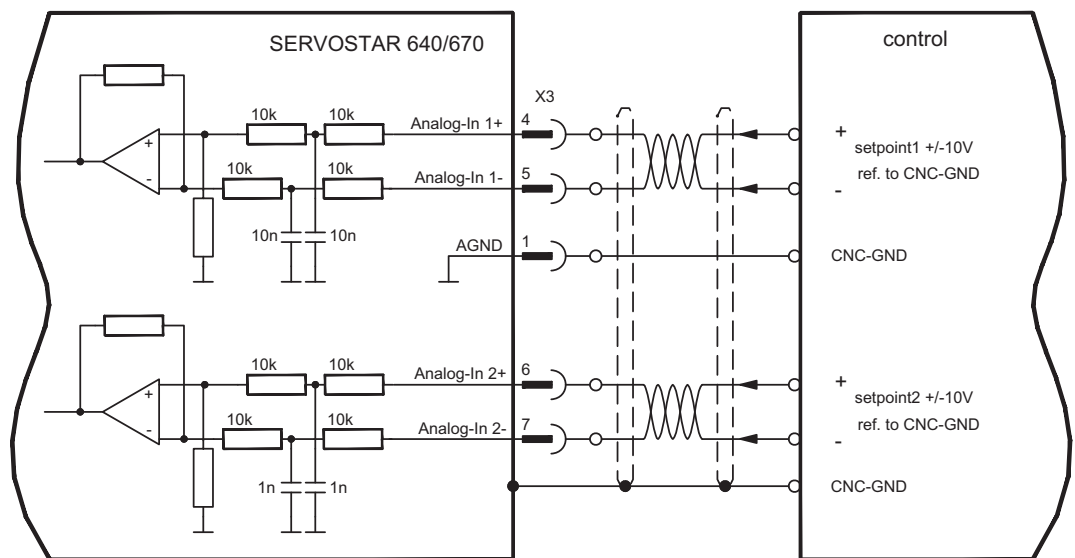 SERVOSTAR 640/670
control
X3
10k 10k Analog-In 1+ 4
+
-
+
setpoint1 +/-10V
ref. to CNC-GND
-
10k 10k Analog-In 1- 5
10n 10n
AGND 1
CNC-GND
10k 10k Analog-In 2+ 6
+
-
+
setpoint2 +/-10V
ref. to CNC-GND
-
10k 10k Analog-In 2- 7
1n 1n
CNC-GND